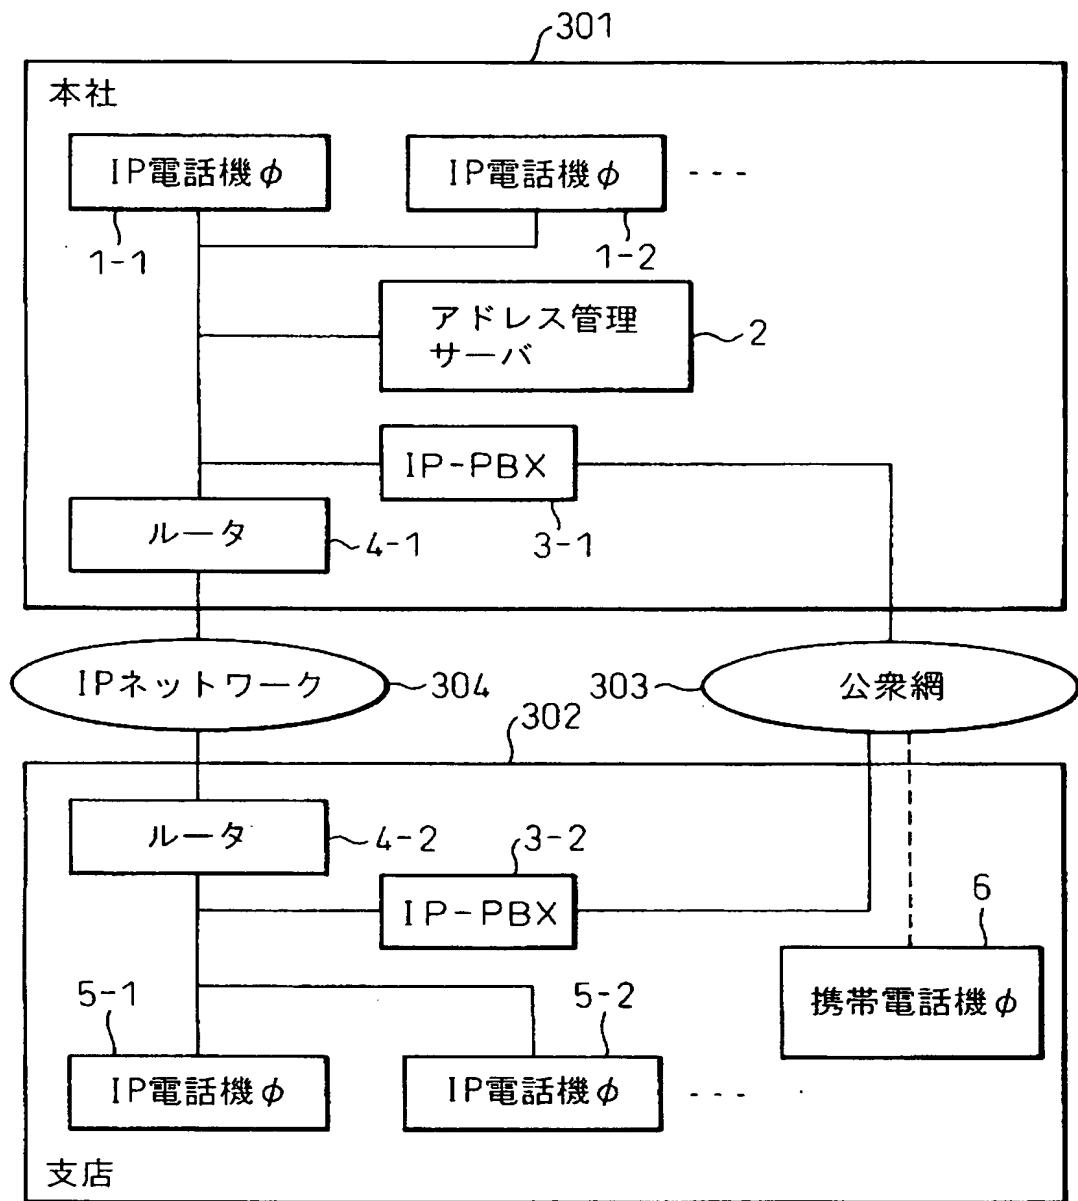 301
本社
IP電話機φ
IP電話機φ
---
1-1
1-2
アドレス管理
サーバ
2
IP-PBX
3-1
ルータ
4-1
IPネットワーク
304
303
公衆網
302
ルータ
4-2
3-2
IP-PBX
6
携帯電話機φ
5-1
5-2
IP電話機φ
IP電話機φ
---
支店